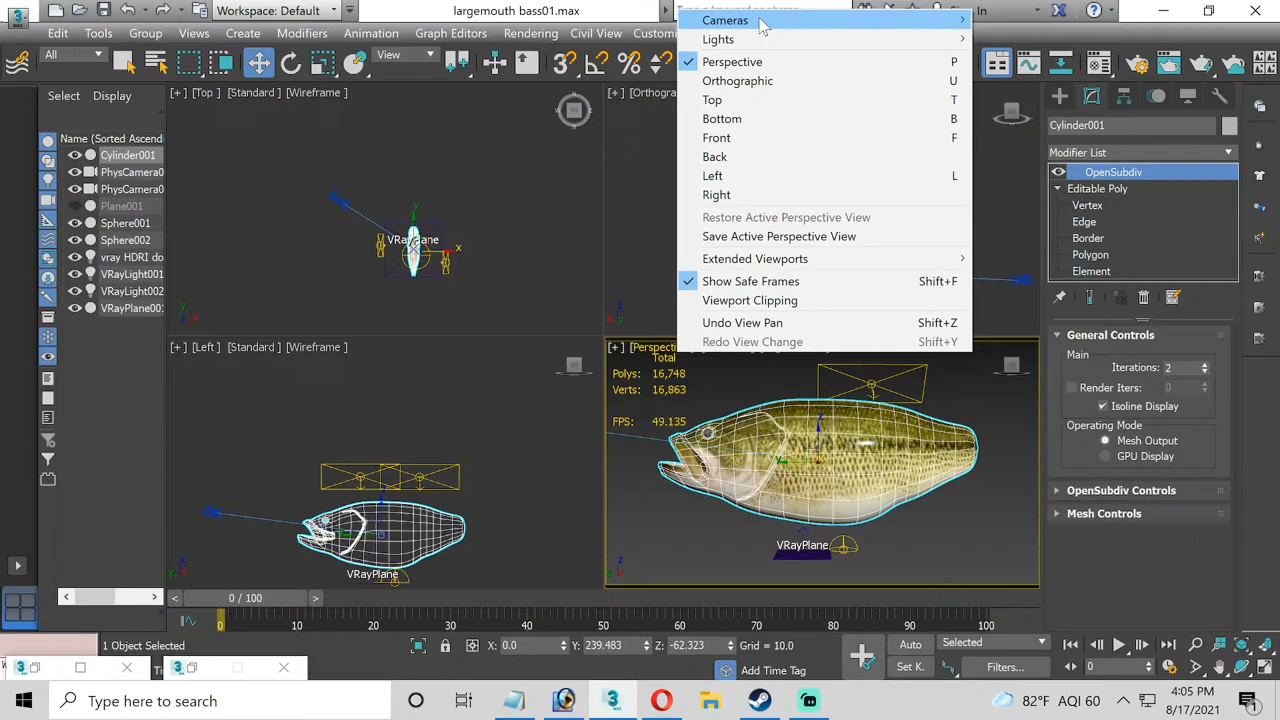 Workspace: Default
largemouth bass01.max
Edit
Tools
Group
Views
Create
Modifiers
Animation
Graph Editors
Rendering
Civil View
Customi
All
View
Select
Display
Name (Sorted Ascend
Cylinder001
PhysCamera0
PhysCamera0
Plane001
Sphere001
Sphere002
vray HDRI do
VRayLight001
VRayLight002
VRayPlane00
[+] [Top] [Standard] [Wireframe]
VRayPlane
x
y
[+] [Orthogra
[+] [Left] [Standard] [Wireframe]
VRayPlane
[+] [Perspecti
Total
Polys: 16,748
Verts: 16,863
FPS: 49.135
VRayPlane
Cameras
Lights
Perspective P
Orthographic U
Top T
Bottom B
Front F
Back
Left L
Right
Restore Active Perspective View
Save Active Perspective View
Extended Viewports
Show Safe Frames Shift+F
Viewport Clipping
Undo View Pan Shift+Z
Redo View Change Shift+Y
Cylinder001
Modifier List
OpenSubdiv
Editable Poly
Vertex
Edge
Border
Polygon
Element
General Controls
Main
Iterations: 2
Render Iters: 0
Isoline Display
Operating Mode
Mesh Output
GPU Display
OpenSubdiv Controls
Mesh Controls
0 / 100
0 10 20 30 40 50 60 70 80 90 100
1 Object Selected
X: 0.0
Y: 239.483
Z: -62.323
Grid = 10.0
Add Time Tag
Auto
Selected
Set K.
Filters...
0
Type here to search
82°F AQI 60
4:05 PM
8/17/2021